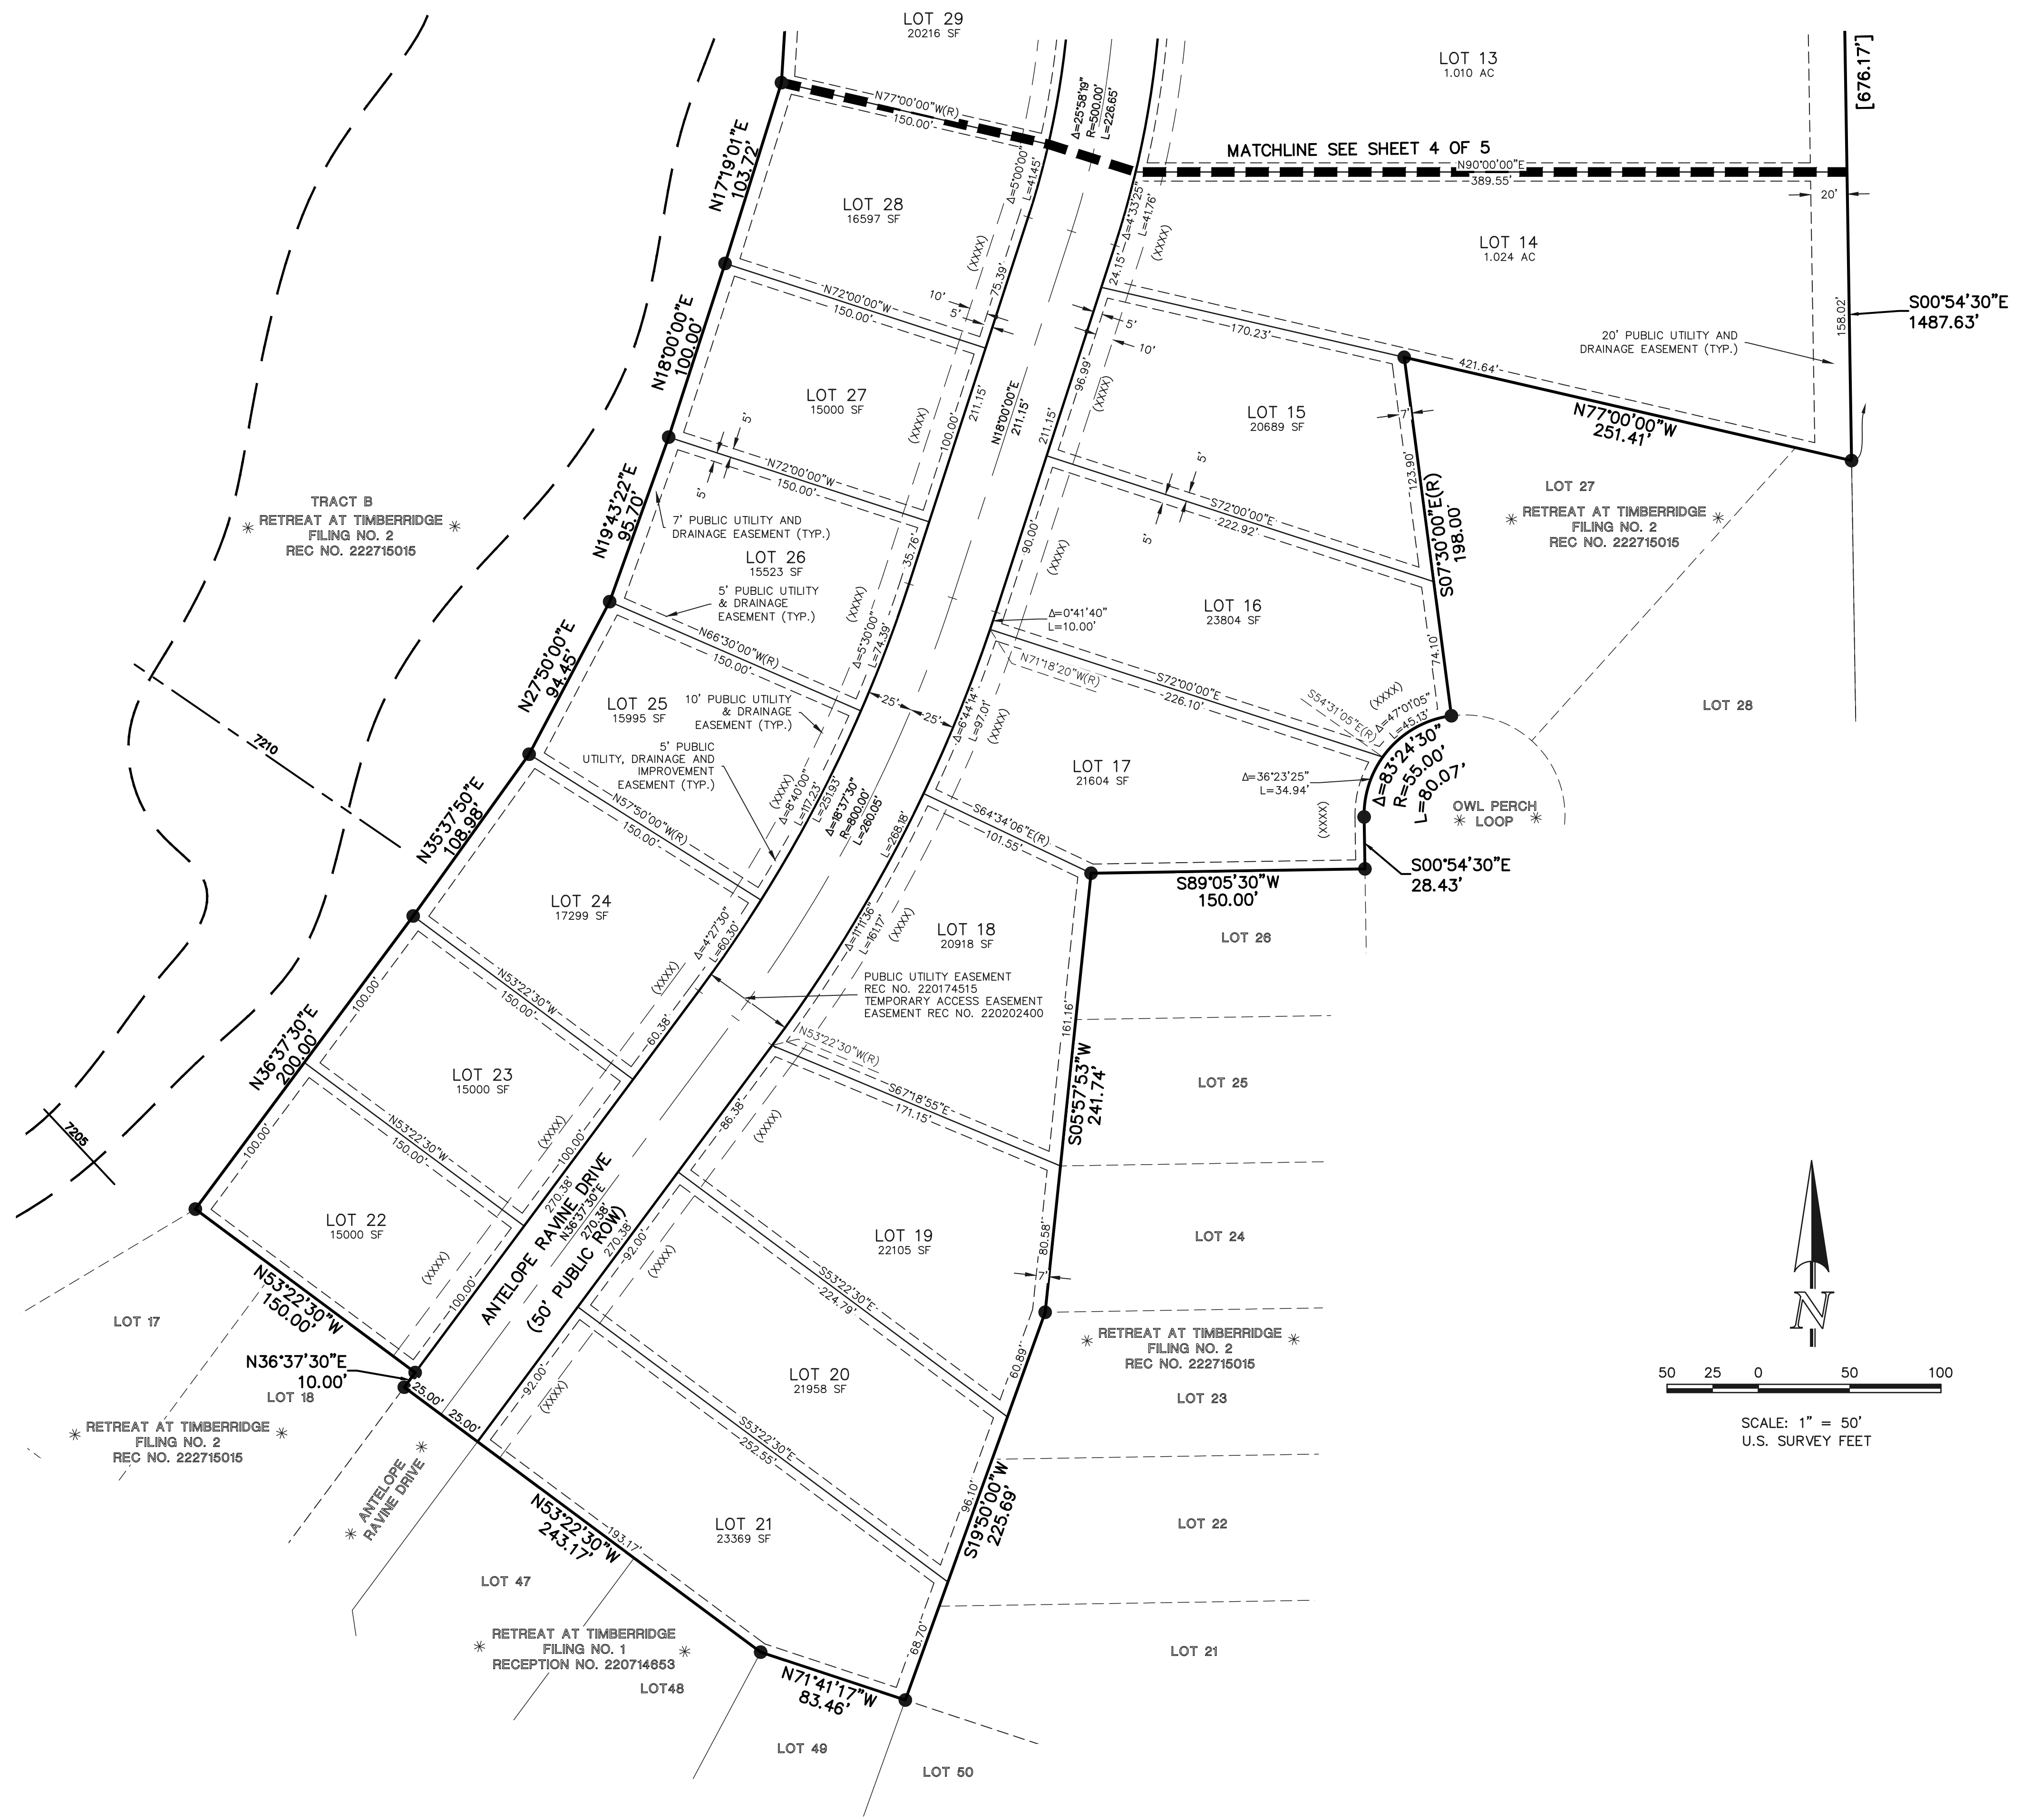 LOT 29
20216 SF
LOT 13
1.010 AC
[676.17']
Δ=25°58'19"
R=500.00'
L=226.65'
N77°00'00"W(R)
150.00'
MATCHLINE SEE SHEET 4 OF 5
N90°00'00"E
389.55'
20'
N17°19'01"E
103.72'
LOT 28
16597 SF
Δ=5°00'00"
L=41.45'
(XXXX)
75.39'
Δ=4°33'25"
L=41.76'
(XXXX)
24.15'
LOT 14
1.024 AC
158.02'
S00°54'30"E
1487.63'
20' PUBLIC UTILITY AND
DRAINAGE EASEMENT (TYP.)
10'
5'
5'
10'
N72°00'00"W
150.00'
170.23'
421.64'
N77°00'00"W
251.41'
N18°00'00"E
100.00'
LOT 27
15000 SF
(XXXX)
100.00'
211.15'
N18°00'00"E
211.15'
211.15'
96.99'
(XXXX)
LOT 15
20689 SF
7'
123.90'
S07°30'00"E(R)
198.00'
5'
5'
N72°00'00"W
150.00'
5'
5'
S72°00'00"E
222.92'
LOT 27
RETREAT AT TIMBERRIDGE
FILING NO. 2
REC NO. 222715015
TRACT B
RETREAT AT TIMBERRIDGE
FILING NO. 2
REC NO. 222715015
N19°43'22"E
95.70'
7' PUBLIC UTILITY AND
DRAINAGE EASEMENT (TYP.)
LOT 26
15523 SF
5' PUBLIC UTILITY
& DRAINAGE
EASEMENT (TYP.)
35.76'
(XXXX)
Δ=5°30'00"
L=74.39'
90.00'
(XXXX)
Δ=0°41'40"
L=10.00'
LOT 16
23804 SF
74.10'
N66°30'00"W(R)
150.00'
N71°18'20"W(R)
S72°00'00"E
226.10'
S54°31'05"E(R)
(XXXX)
Δ=47°01'05"
L=45.13'
LOT 28
N27°50'00"E
94.45'
LOT 25
15995 SF
10' PUBLIC UTILITY
& DRAINAGE
EASEMENT (TYP.)
5' PUBLIC
UTILITY, DRAINAGE AND
IMPROVEMENT
EASEMENT (TYP.)
25'
25'
Δ=6°44'14"
L=97.01'
(XXXX)
LOT 17
21604 SF
Δ=36°23'25"
L=34.94'
(XXXX)
Δ=83°24'30"
R=55.00'
L=80.07'
OWL PERCH
LOOP
7210
(XXXX)
Δ=8°40'00"
L=117.23'
L=251.93'
Δ=18°37'30"
R=800.00'
L=260.05'
L=268.18'
N57°50'00"W(R)
150.00'
S64°34'06"E(R)
101.55'
S00°54'30"E
28.43'
S89°05'30"W
150.00'
N35°37'50"E
108.98'
LOT 24
17299 SF
Δ=4°27'30"
L=60.30'
(XXXX)
Δ=11°11'36"
L=161.17'
(XXXX)
LOT 18
20918 SF
LOT 26
PUBLIC UTILITY EASEMENT
REC NO. 220174515
TEMPORARY ACCESS EASEMENT
EASEMENT REC NO. 220202400
161.16'
N53°22'30"W
150.00'
100.00'
60.38'
N53°22'30"W(R)
N36°37'30"E
200.00'
LOT 23
15000 SF
S67°18'55"E
171.15'
S05°57'53"W
241.74'
LOT 25
7205
N53°22'30"W
150.00'
100.00'
(XXXX)
100.00'
86.38'
(XXXX)
LOT 22
15000 SF
(XXXX)
100.00'
270.38'
ANTELOPE RAVINE DRIVE
N36°37'30"E
270.38'
(50' PUBLIC ROW)
270.38'
92.00'
(XXXX)
LOT 19
22105 SF
80.58'
7'
LOT 24
S53°22'30"E
224.79'
N53°22'30"W
150.00'
LOT 17
RETREAT AT TIMBERRIDGE
FILING NO. 2
REC NO. 222715015
N36°37'30"E
10.00'
LOT 18
25.00'
25.00'
92.00'
(XXXX)
LOT 20
21958 SF
60.89'
LOT 23
RETREAT AT TIMBERRIDGE
FILING NO. 2
REC NO. 222715015
S53°22'30"E
252.55'
ANTELOPE
RAVINE DRIVE
N53°22'30"W
243.17'
193.17'
LOT 21
23369 SF
96.10'
S19°50'00"W
225.69'
LOT 22
LOT 47
RETREAT AT TIMBERRIDGE
FILING NO. 1
RECEPTION NO. 220714653
LOT48
68.70'
LOT 21
N71°41'17"W
83.46'
LOT 49
LOT 50
N
50 25 0 50 100
SCALE: 1" = 50'
U.S. SURVEY FEET